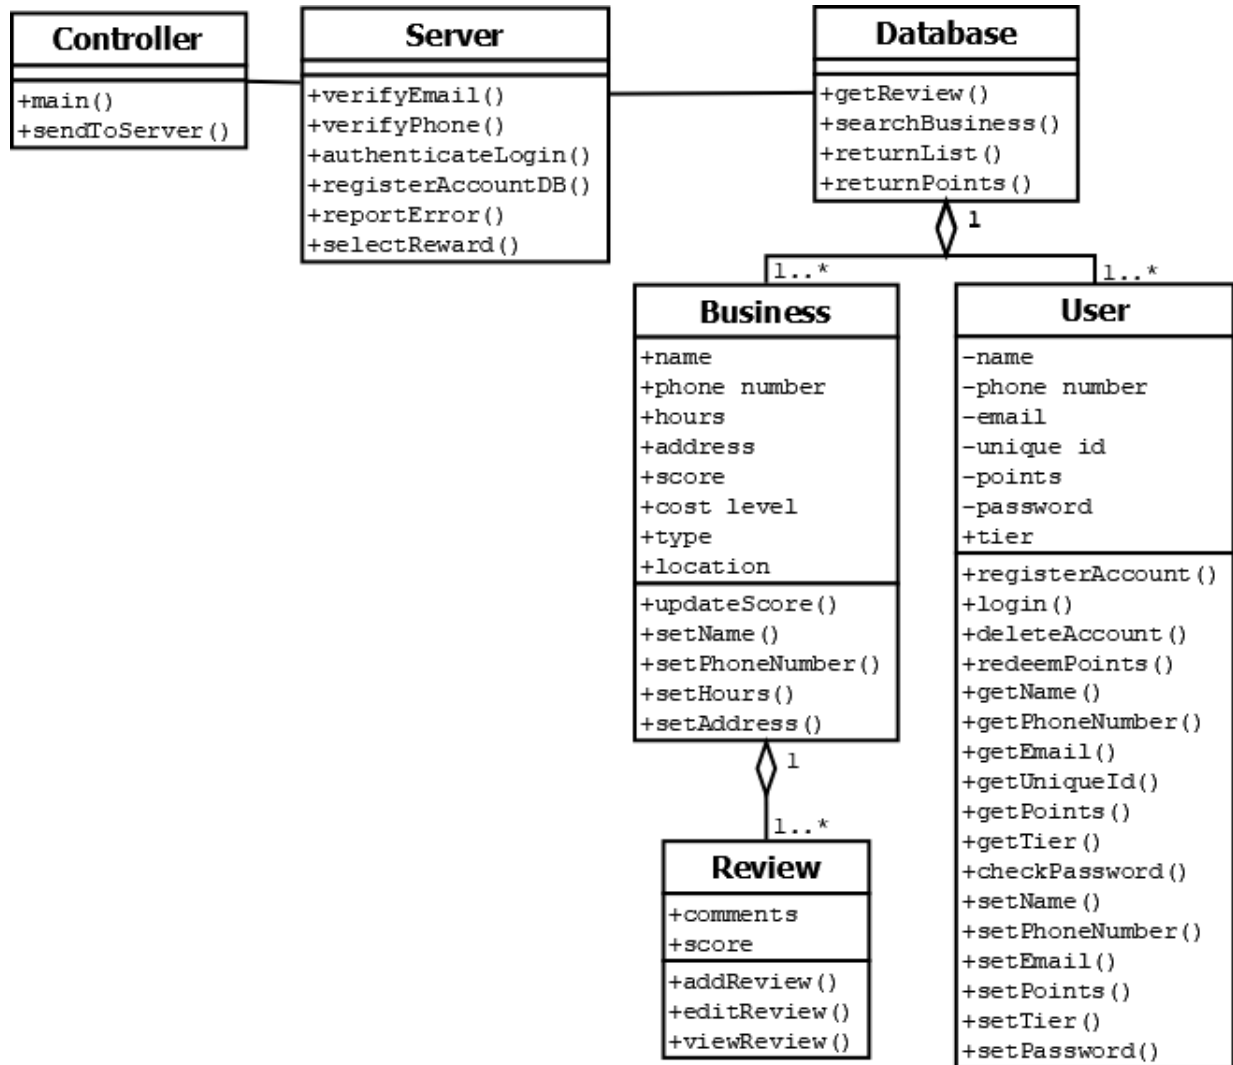 Controller
+main()
+sendToServer()
Server
+verifyEmail()
+verifyPhone()
+authenticateLogin()
+registerAccountDB()
+reportError()
+selectReward()
Database
+getReview()
+searchBusiness()
+returnList()
+returnPoints()
1
1..*
1..*
Business
+name
+phone number
+hours
+address
+score
+cost level
+type
+location
+updateScore()
+setName()
+setPhoneNumber()
+setHours()
+setAddress()
1
1..*
Review
+comments
+score
+addReview()
+editReview()
+viewReview()
User
-name
-phone number
-email
-unique id
-points
-password
+tier
+registerAccount()
+login()
+deleteAccount()
+redeemPoints()
+getName()
+getPhoneNumber()
+getEmail()
+getUniqueId()
+getPoints()
+getTier()
+checkPassword()
+setName()
+setPhoneNumber()
+setEmail()
+setPoints()
+setTier()
+setPassword()